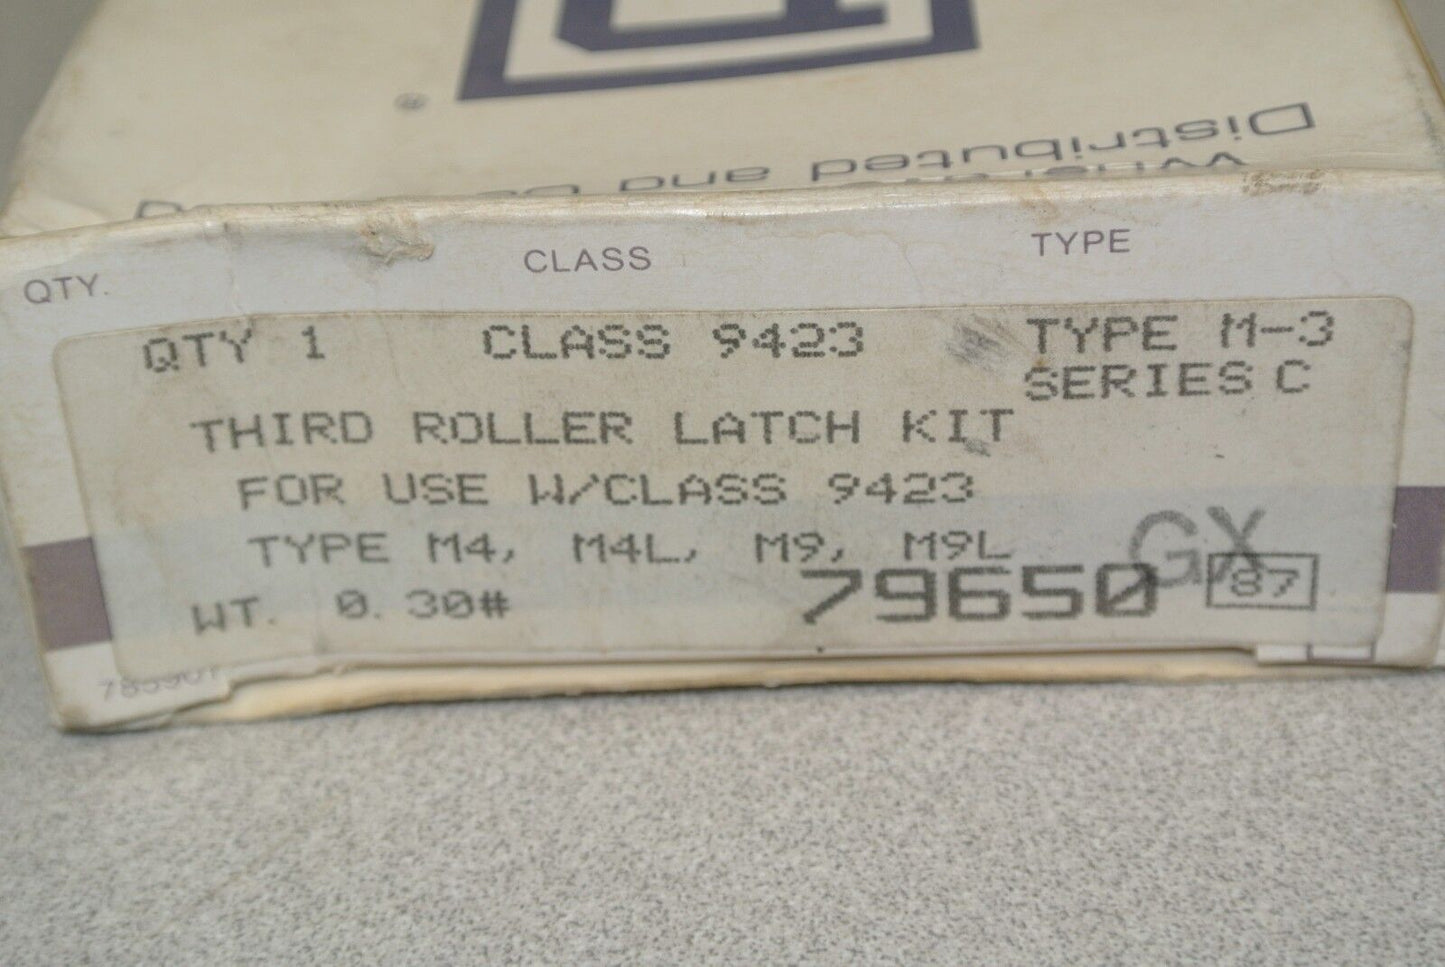 ®
Distributed and
QTY.
CLASS
TYPE
QTY 1 CLASS 9423 TYPE M-3
SERIES C
THIRD ROLLER LATCH KIT
FOR USE W/CLASS 9423
TYPE M4, M4L, M9, M9L
GX
WT. 0.30# 79650 87